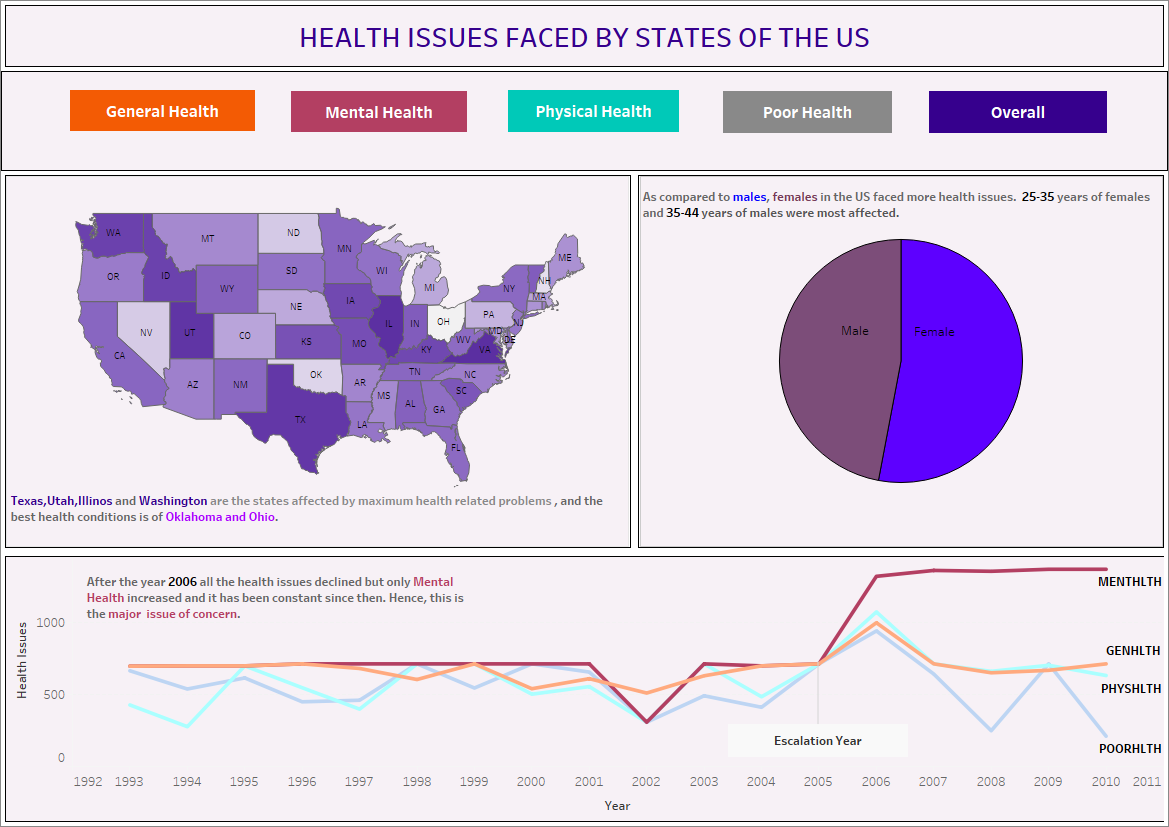 HEALTH ISSUES FACED BY STATES OF THE US
General Health
Mental Health
Physical Health
Poor Health
Overall
WA
MT
ND
MN
ME
OR
ID
SD
WI
NH
WY
NY
MI
MA
IA
NE
PA
NV
UT
IL
IN
OH
NJ
CO
MD
DE
KS
MO
WV
CA
KY
VA
OK
TN
NC
AZ
NM
AR
SC
MS
AL
GA
TX
LA
FL
Texas,Utah,Illinos and Washington are the states affected by maximum health related problems , and the
best health conditions is of Oklahoma and Ohio.
As compared to males, females in the US faced more health issues. 25-35 years of females
and 35-44 years of males were most affected.
Male
Female
After the year 2006 all the health issues declined but only Mental
Health increased and it has been constant since then. Hence, this is
the major issue of concern.
MENTHLTH
GENHLTH
PHYSHLTH
POORHLTH
Health Issues
1000
500
0
Escalation Year
1992 1993 1994 1995 1996 1997 1998 1999 2000 2001 2002 2003 2004 2005 2006 2007 2008 2009 2010 2011
Year